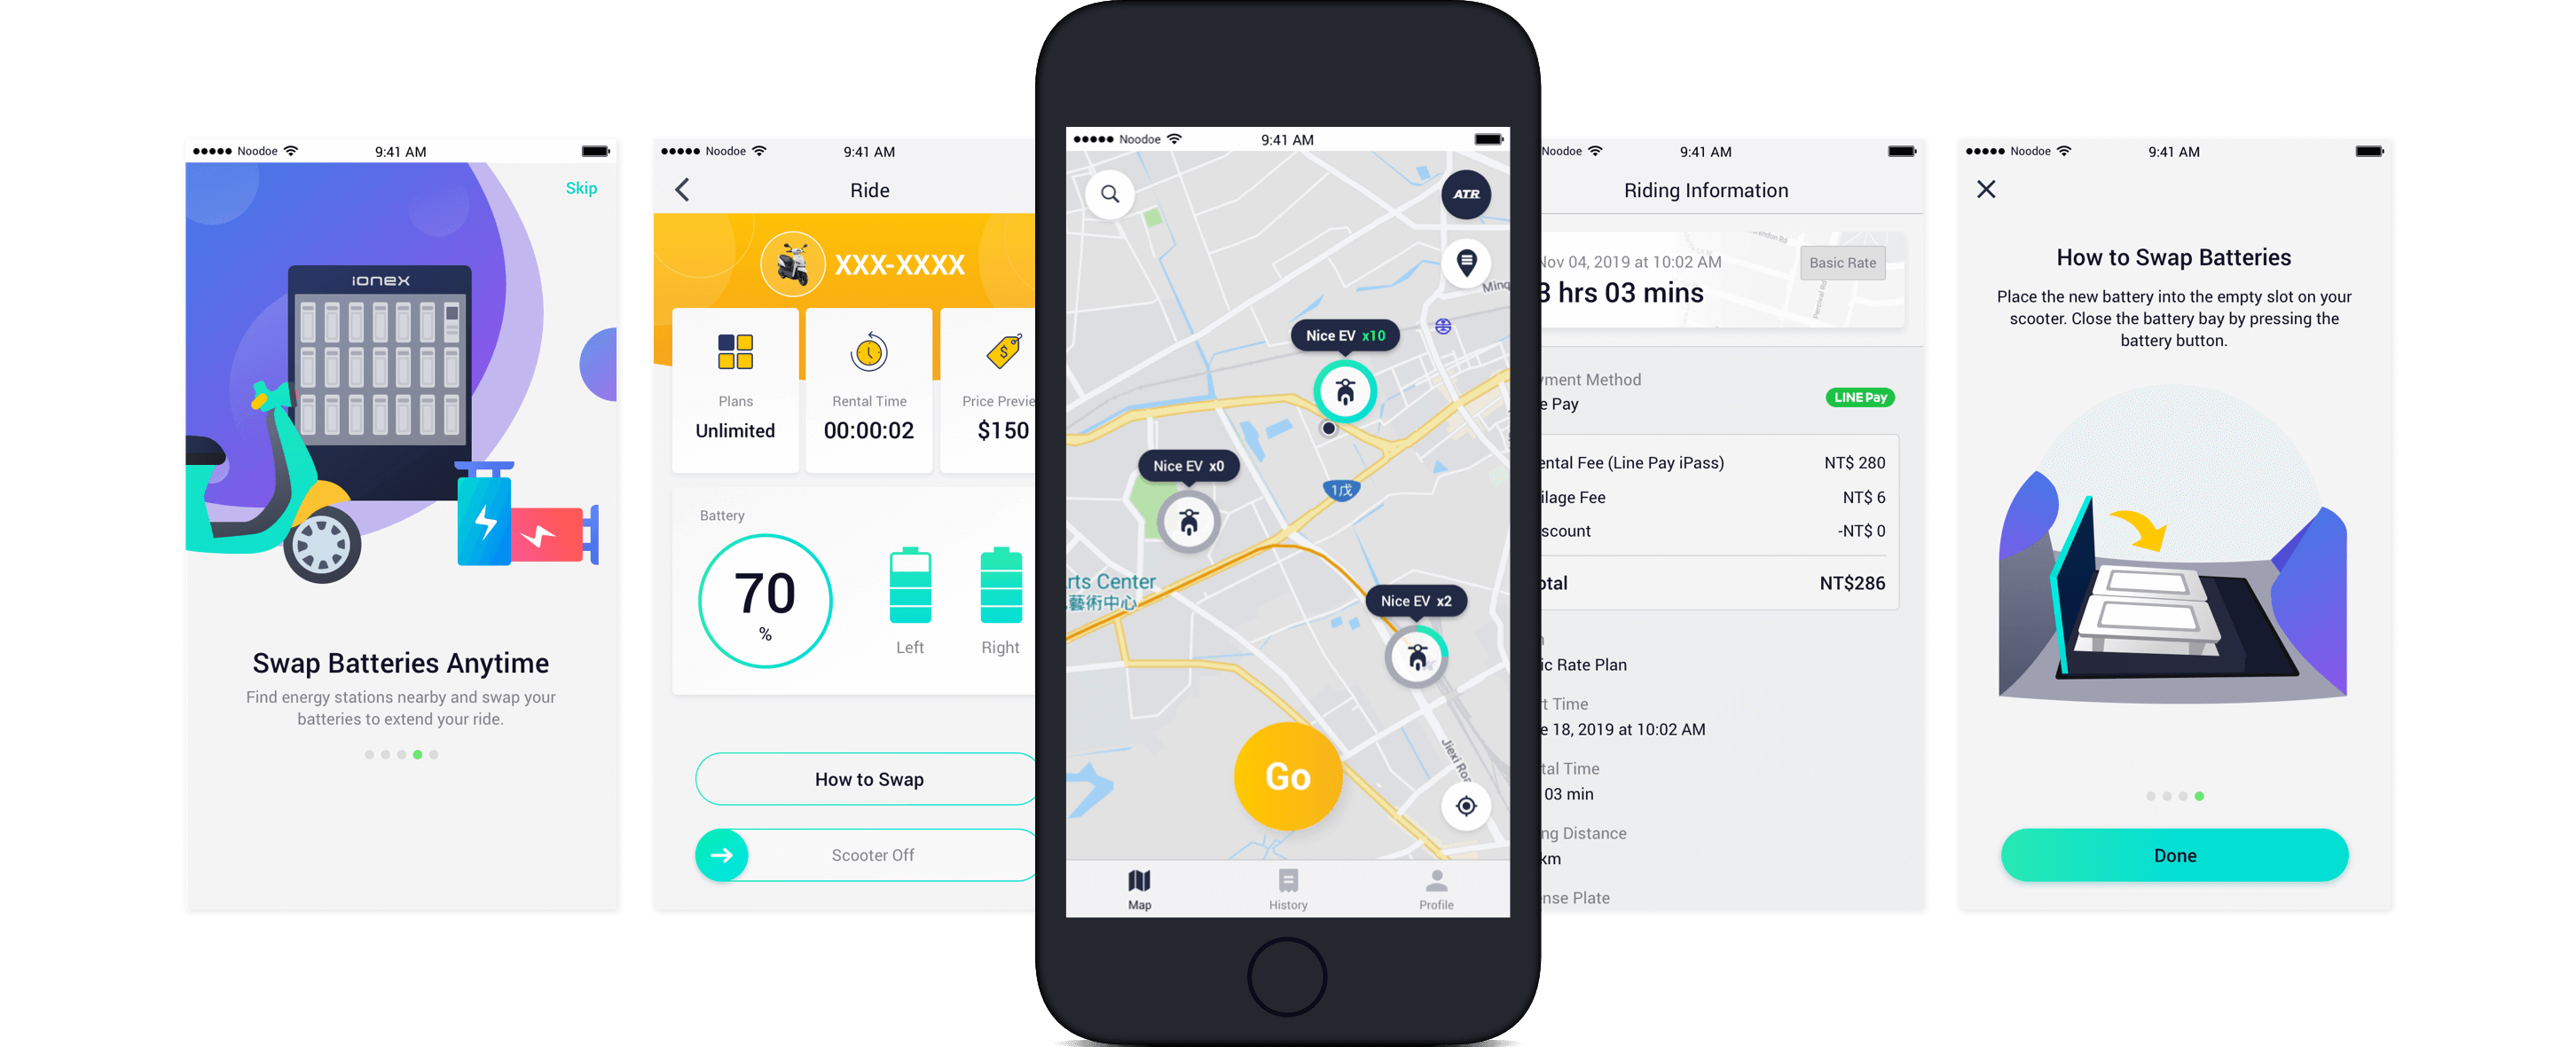 Noodoe
9:41 AM
Skip
ionex
Swap Batteries Anytime
Find energy stations nearby and swap your
batteries to extend your ride.
Noodoe
9:41 AM
Ride
XXX-XXXX
Plans
Unlimited
Rental Time
00:00:02
Price Previe
$150
Battery
70
%
Left
Right
How to Swap
Scooter Off
Noodoe
9:41 AM
ATR
Minq
Nice EV x10
Nice EV x0
1戊
rts Center
藝術中心
Nice EV x2
Jiexi Roa
Go
Map
History
Profile
Noodoe
9:41 AM
Riding Information
Nov 04, 2019 at 10:02 AM
Basic Rate
3 hrs 03 mins
Percival Rd
yment Method
e Pay
LINE Pay
ental Fee (Line Pay iPass)
NT$ 280
ilage Fee
NT$ 6
scount
-NT$ 0
otal
NT$286
ic Rate Plan
rt Time
e 18, 2019 at 10:02 AM
tal Time
03 min
ng Distance
km
nse Plate
Noodoe
9:41 AM
How to Swap Batteries
Place the new battery into the empty slot on your
scooter. Close the battery bay by pressing the
battery button.
Done